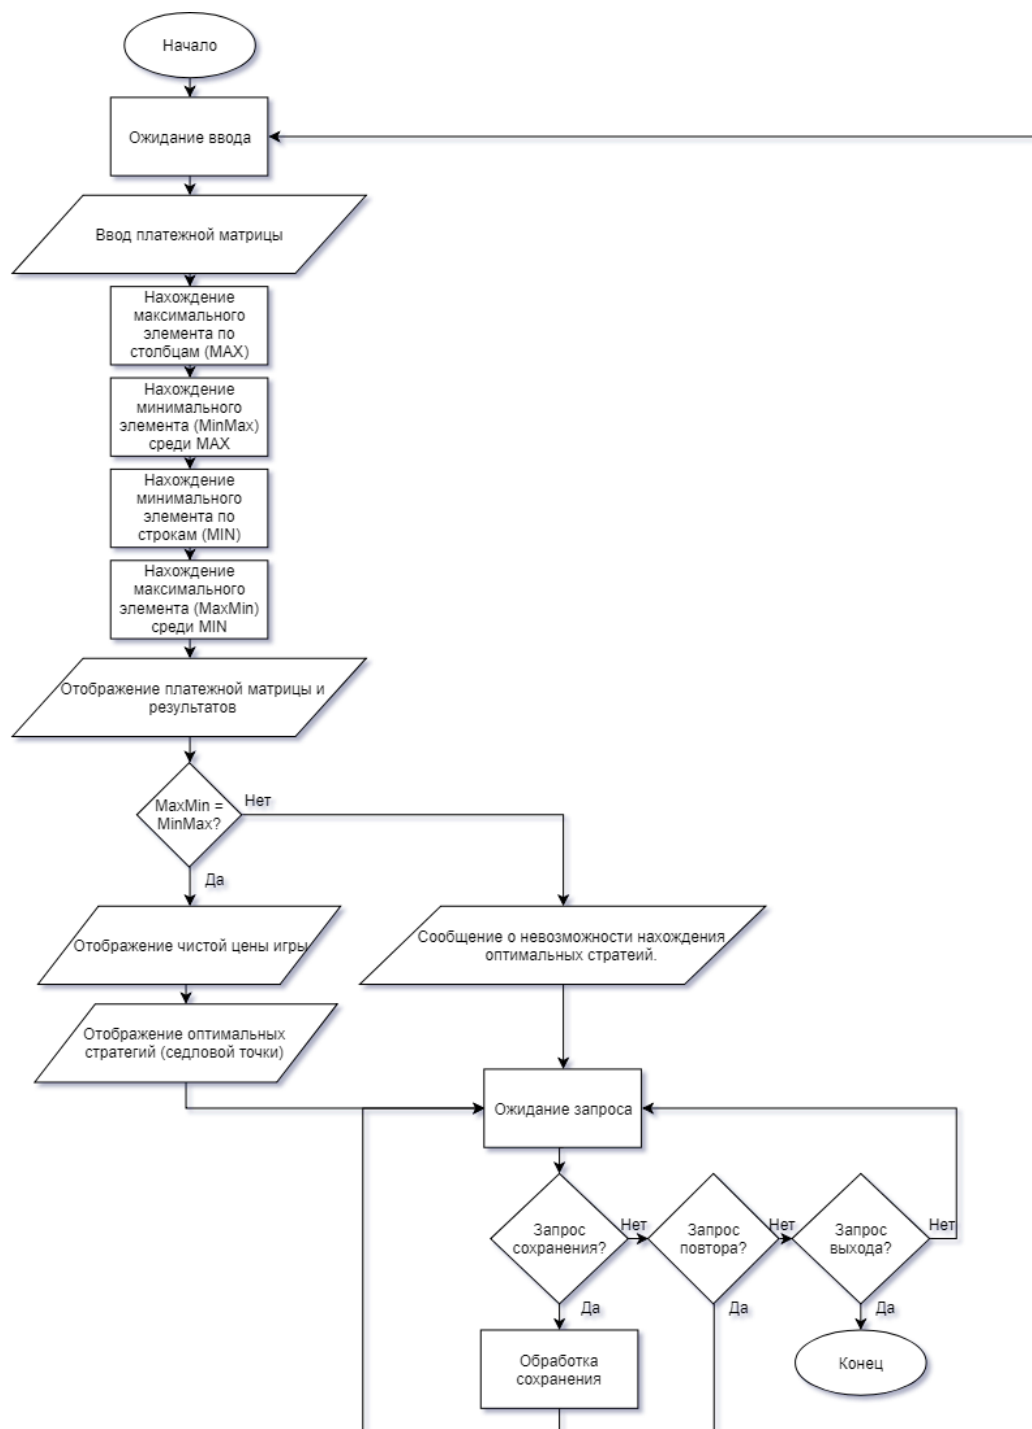 Начало
Ожидание ввода
Ввод платежной матрицы
Нахождение
максимального
элемента по
столбцам (MAX)
Нахождение
минимального
элемента (MinMax)
среди MAX
Нахождение
минимального
элемента по
строкам (MIN)
Нахождение
максимального
элемента (MaxMin)
среди MIN
Отображение платежной матрицы и
результатов
MaxMin =
MinMax?
Нет
Да
Отображение чистой цены игры
Сообщение о невозможности нахождения
оптимальных стратеий.
Отображение оптимальных
стратегий (седловой точки)
Ожидание запроса
Запрос
сохранения?
Нет
Запрос
повтора?
Нет
Запрос
выхода?
Нет
Да
Да
Да
Обработка
сохранения
Конец